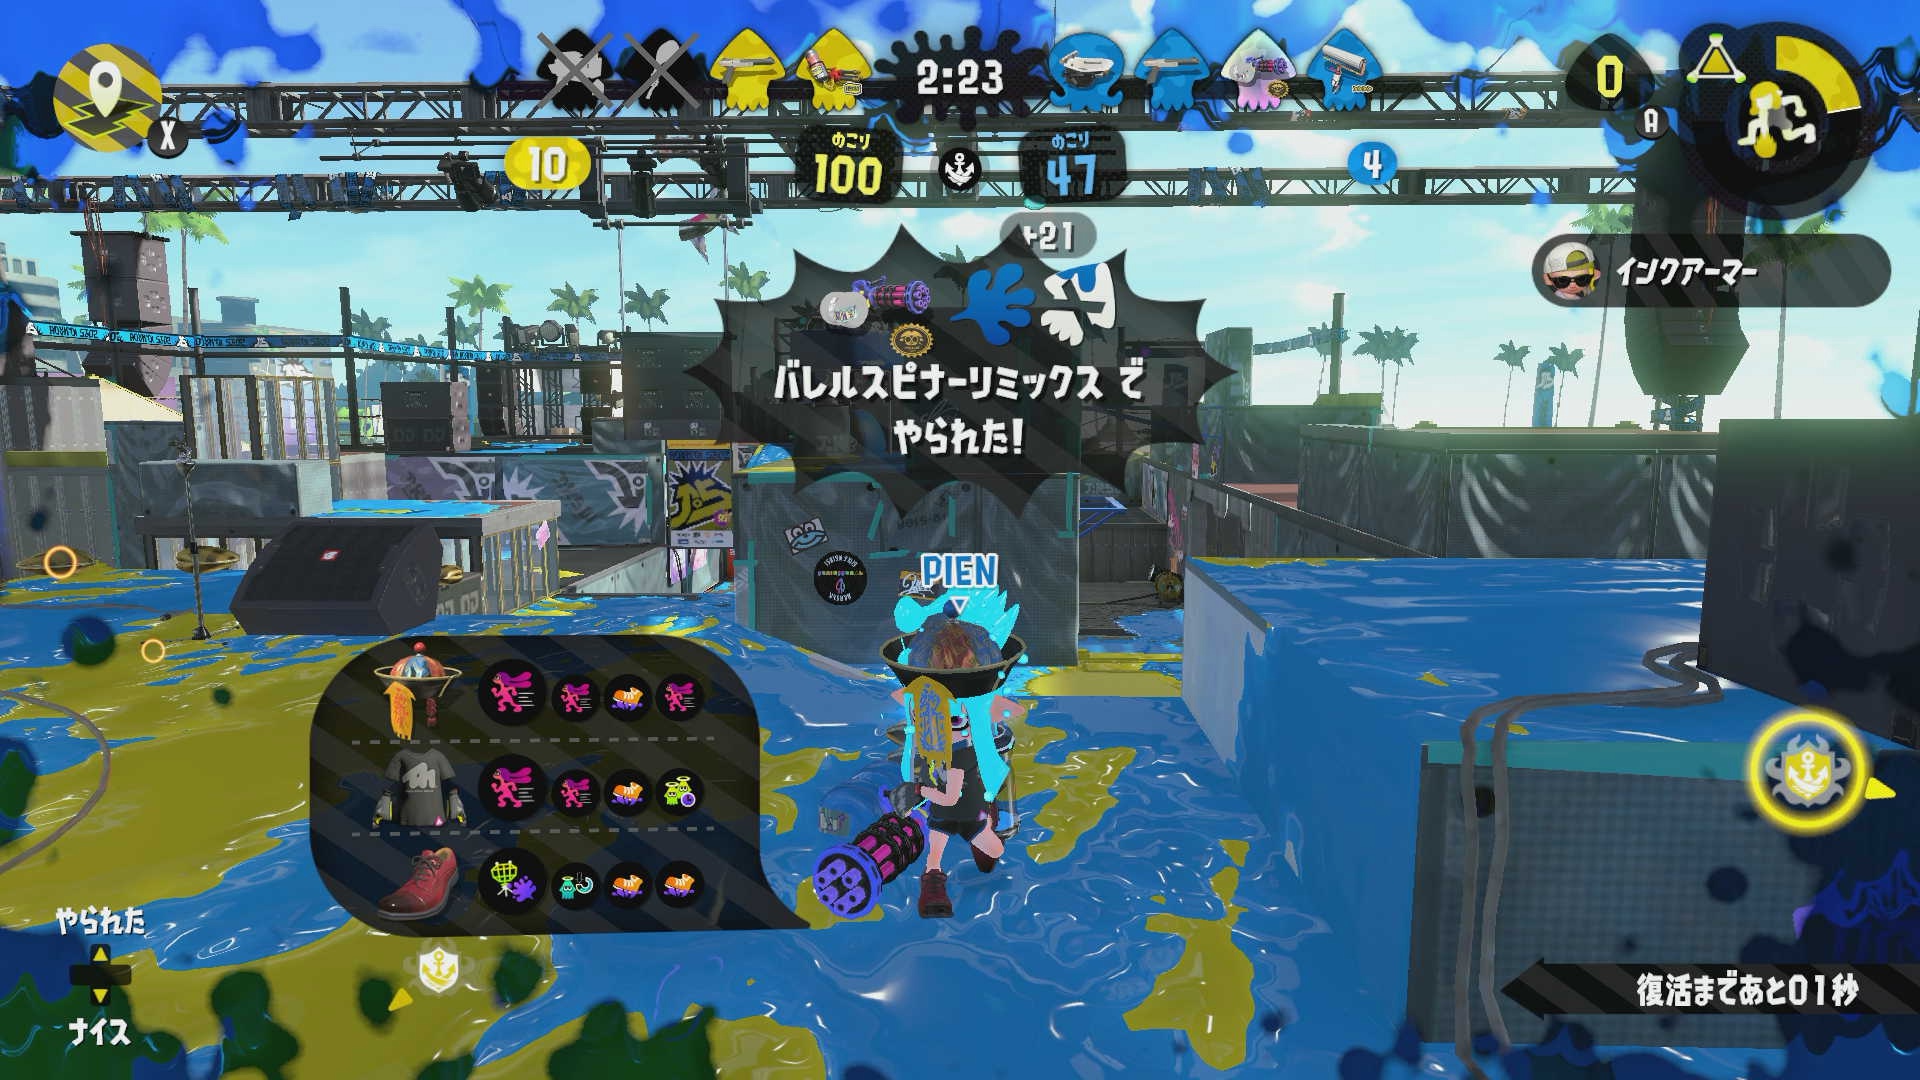 2:23
0
X
A
10
のこり
100
のこり
47
4
+21
インクアーマー
バレルスピナーリミックス で
やられた!
PIEN
やられた
ナイス
復活まであと01秒